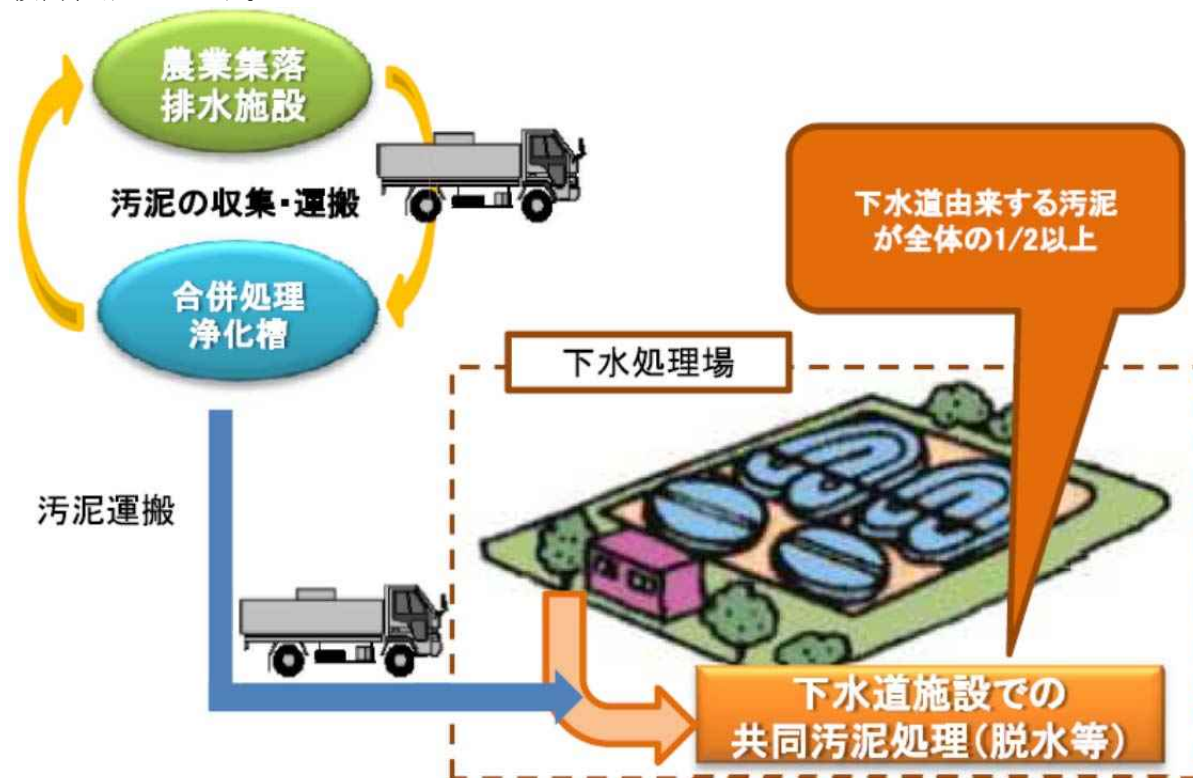 農業集落
排水施設
汚泥の収集・運搬
合併処理
浄化槽
下水道由来する汚泥
が全体の1/2以上
下水処理場
汚泥運搬
下水道施設での
共同汚泥処理(脱水等)